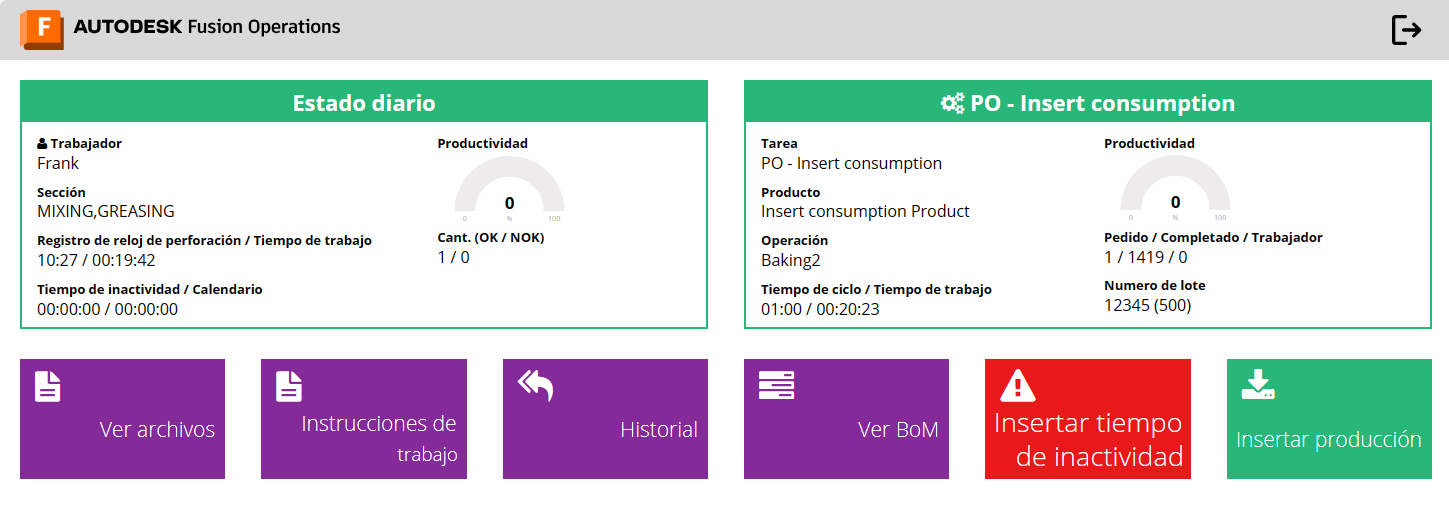 F AUTODESK Fusion Operations
Estado diario
Trabajador
Frank
Sección
MIXING,GREASING
Registro de reloj de perforación / Tiempo de trabajo
10:27 / 00:19:42
Tiempo de inactividad / Calendario
00:00:00 / 00:00:00
Productividad
0
0 % 100
Cant. (OK / NOK)
1 / 0
PO - Insert consumption
Tarea
PO - Insert consumption
Producto
Insert consumption Product
Operación
Baking2
Tiempo de ciclo / Tiempo de trabajo
01:00 / 00:20:23
Productividad
0
0 % 100
Pedido / Completado / Trabajador
1 / 1419 / 0
Numero de lote
12345 (500)
Ver archivos
Instrucciones de
trabajo
Historial
Ver BoM
Insertar tiempo
de inactividad
Insertar producción